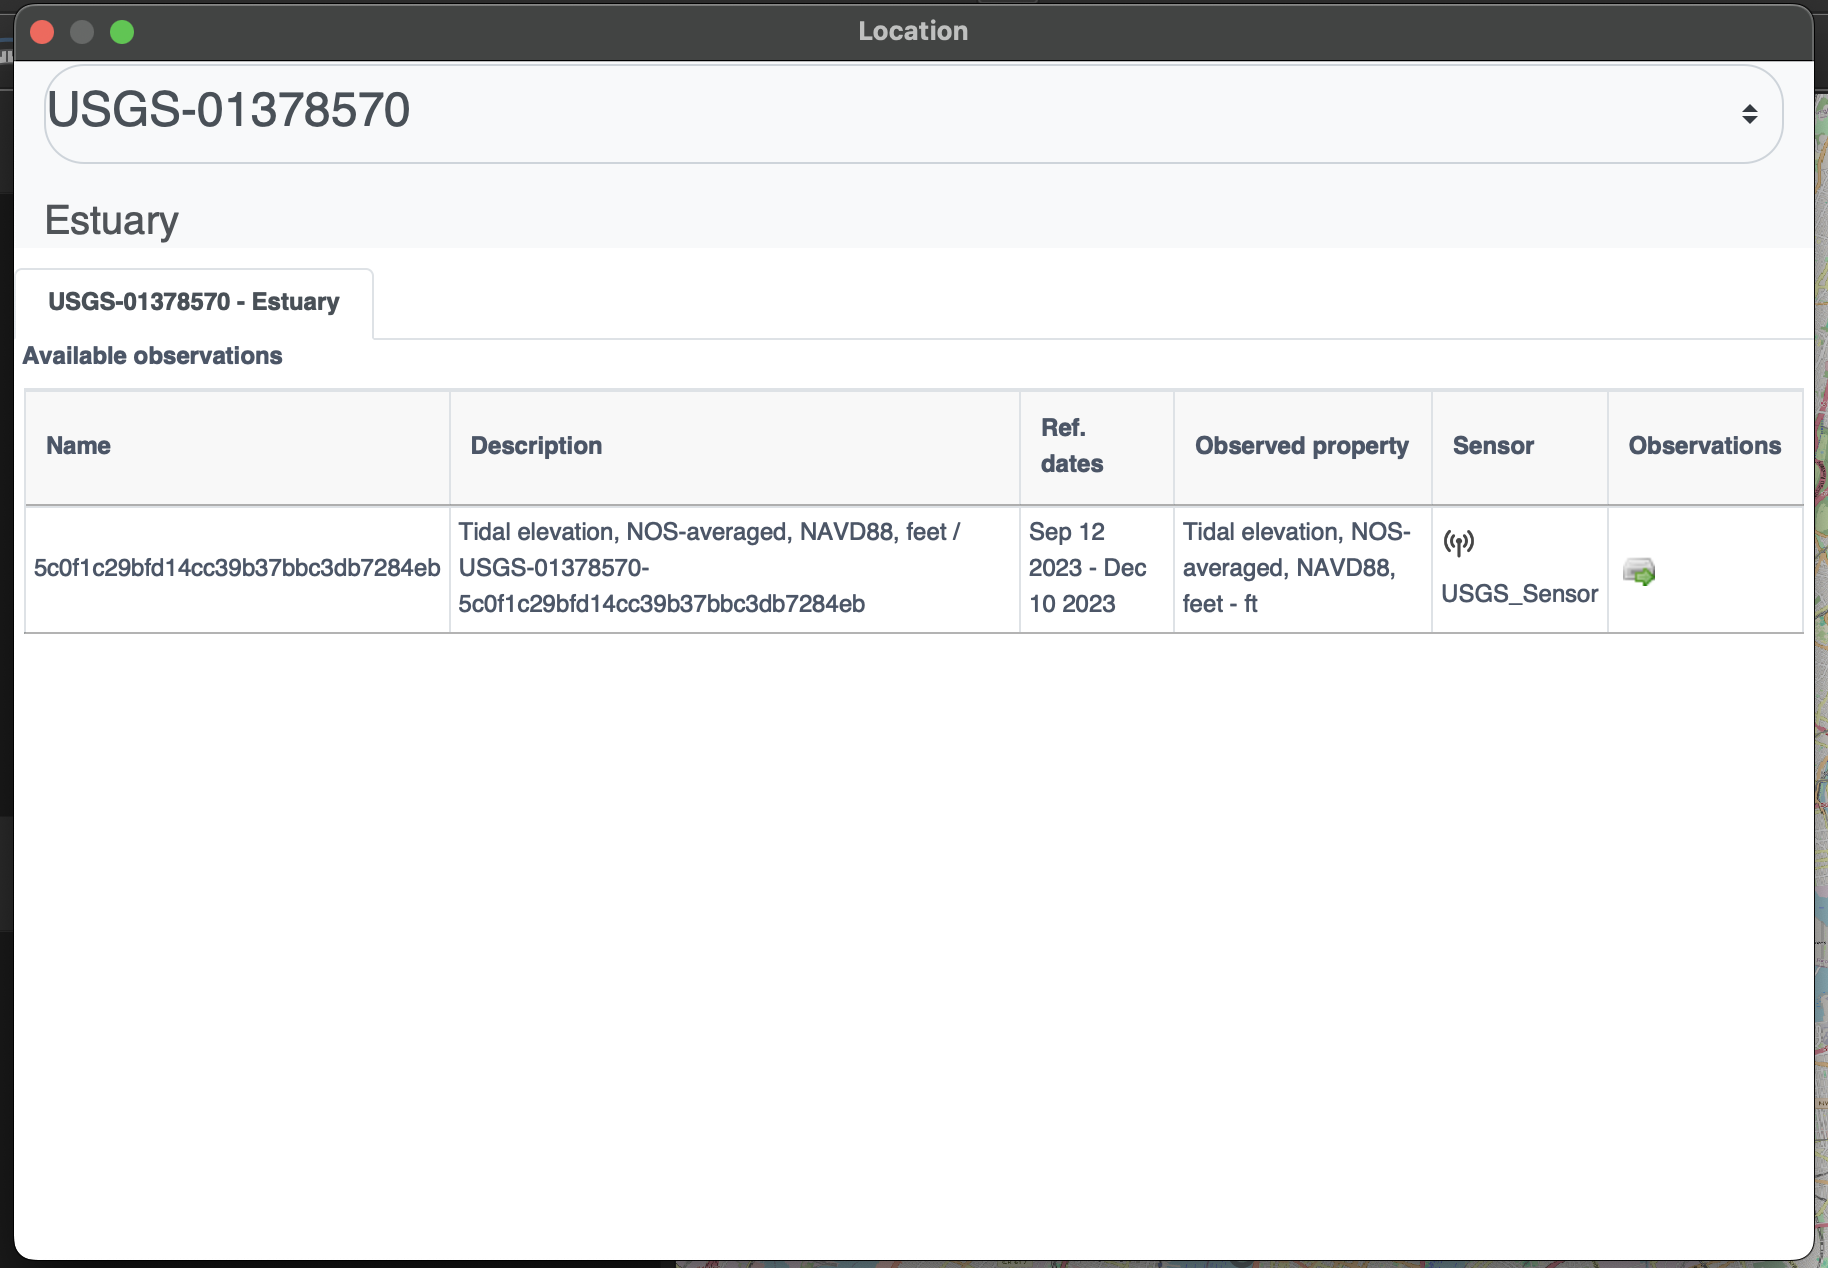 Location
USGS-01378570
Estuary
USGS-01378570 - Estuary
Available observations
Name
Description
Ref.
dates
Observed property
Sensor
Observations
5c0f1c29bfd14cc39b37bbc3db7284eb
Tidal elevation, NOS-averaged, NAVD88, feet /
USGS-01378570-
5c0f1c29bfd14cc39b37bbc3db7284eb
Sep 12
2023 - Dec
10 2023
Tidal elevation, NOS-
averaged, NAVD88,
feet - ft
USGS_Sensor